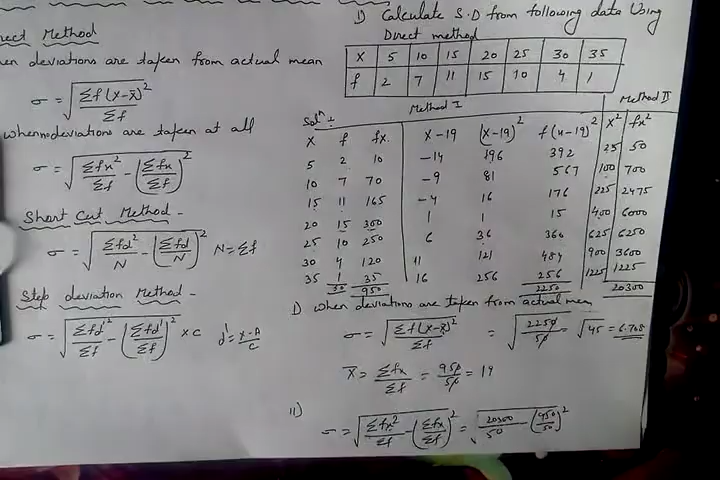 rect Method
en deviations are taken from actual mean
σ = √(Σf(x-x̄)² / Σf)
when no deviations are taken at all
σ = √(Σfx²/Σf - (Σfx/Σf)²)
Short Cut Method -
σ = √(Σfd²/N - (Σfd/N)²) N = Σf
Step deviation Method -
σ = √(Σfd'²/Σf - (Σfd'/Σf)²) × c d' = x-A/c
1) Calculate S.D from following data Using
Direct method
X 5 10 15 20 25 30 35
f 2 7 11 15 10 4 1
Solⁿ :- Method I Method II
X f fx X-19 (x-19)² f(x-19)² X² fx²
5 2 10 -14 196 392 25 50
10 7 70 -9 81 567 100 700
15 11 165 -4 16 176 225 2475
20 15 300 1 1 15 400 6000
25 10 250 6 36 360 625 6250
30 4 120 11 121 484 900 3600
35 1 35 16 256 256 1225 1225
950 2250 20300
I) when deviations are taken from actual mean
σ = √(Σf(x-x̄)² / Σf) = √(2250/50) = √45 = 6.708
X̄ = Σfx/Σf = 950/50 = 19
II)
σ = √(Σfx²/Σf - (Σfx/Σf)²) = √(20300/50 - (950/50)²)